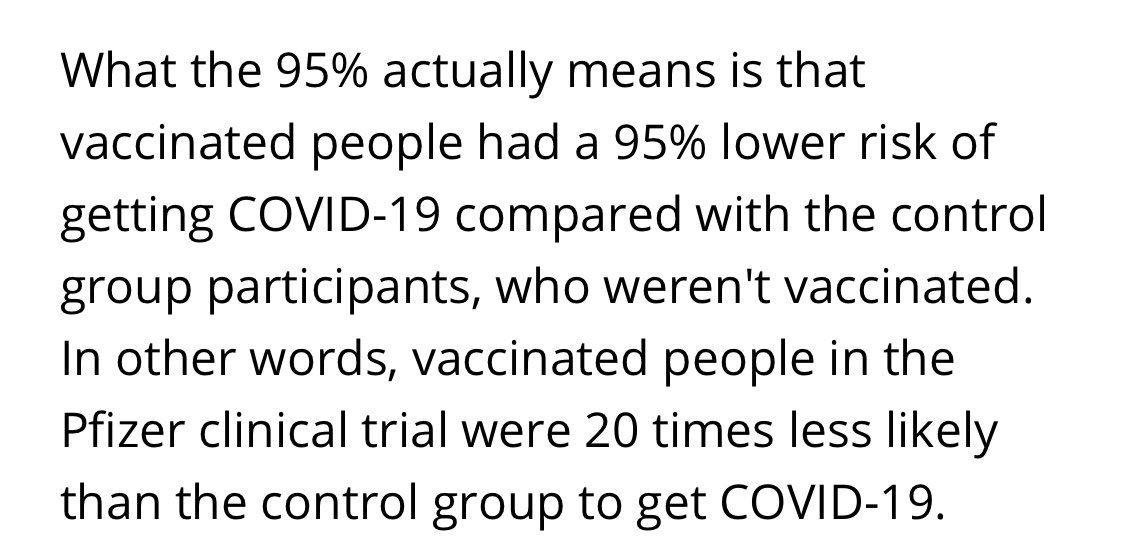 What the 95% actually means is that
vaccinated people had a 95% lower risk of
getting COVID-19 compared with the control
group participants, who weren't vaccinated.
In other words, vaccinated people in the
Pfizer clinical trial were 20 times less likely
than the control group to get COVID-19.